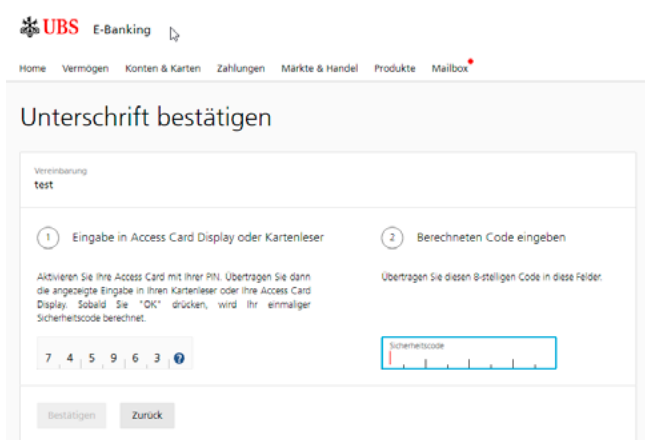 UBS E-Banking
Home Vermögen Konten & Karten Zahlungen Märkte & Handel Produkte Mailbox
Unterschrift bestätigen
Vereinbarung
test
1 Eingabe in Access Card Display oder Kartenleser
Aktivieren Sie Ihre Access Card mit Ihrer PIN. Übertragen Sie dann
die angezeigte Eingabe in Ihren Kartenleser oder Ihre Access Card
Display. Sobald Sie "OK" drücken, wird Ihr einmaliger
Sicherheitscode berechnet.
7 4 5 9 6 3 ?
2 Berechneten Code eingeben
Übertragen Sie diesen 8-stelligen Code in diese Felder.
Sicherheitscode
Bestätigen Zurück